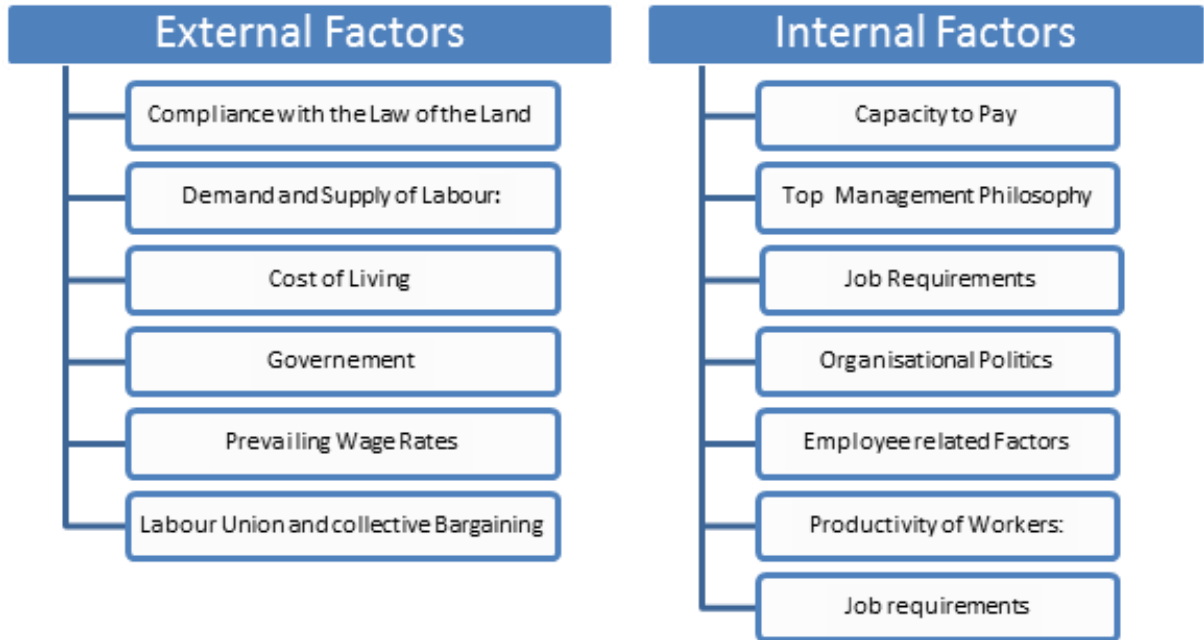 External Factors
Compliance with the Law of the Land
Demand and Supply of Labour:
Cost of Living
Governement
Prevailing Wage Rates
Labour Union and collective Bargaining
Internal Factors
Capacity to Pay
Top Management Philosophy
Job Requirements
Organisational Politics
Employee related Factors
Productivity of Workers:
Job requirements